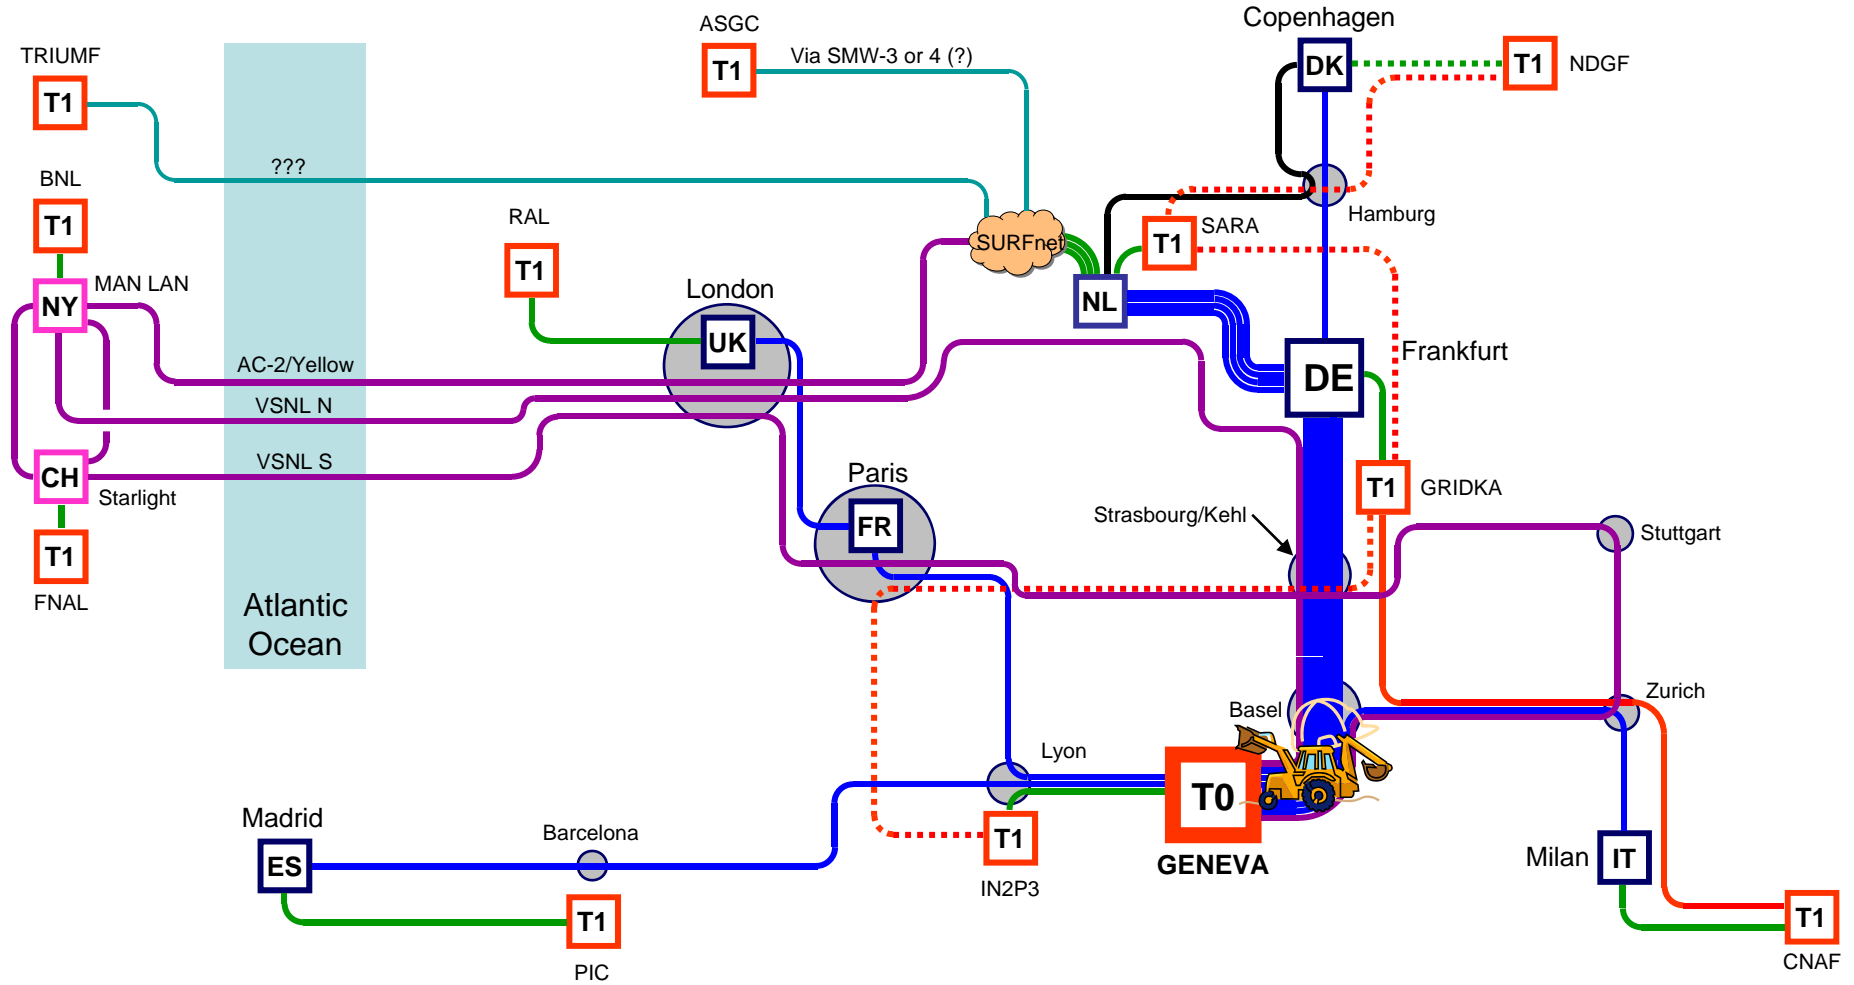 Copenhagen
ASGC
TRIUMF
T1
T1
Via SMW-3 or 4 (?)
DK
T1
NDGF
???
BNL
T1
RAL
T1
Hamburg
SURFnet
T1
SARA
MAN LAN
NY
London
NL
UK
Frankfurt
AC-2/Yellow
DE
VSNL N
VSNL S
CH
Starlight
Paris
T1
GRIDKA
Strasbourg/Kehl
FR
Stuttgart
T1
FNAL
Atlantic
Ocean
Zurich
Basel
Lyon
T0
GENEVA
Madrid
Barcelona
T1
IN2P3
Milan
IT
ES
T1
PIC
T1
CNAF